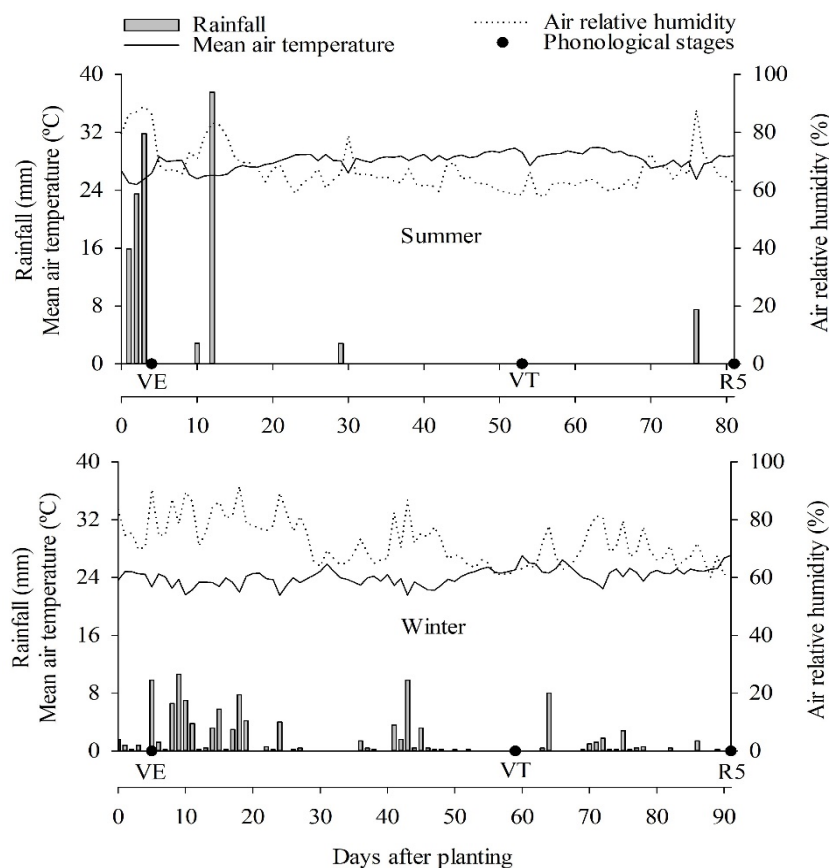 Rainfall
Air relative humidity
Mean air temperature
Phonological stages
Rainfall (mm)
Mean air temperature (ºC)
40
32
24
16
8
0
100
80
60
40
20
0
Air relative humidity (%)
Summer
VE
VT
R5
0 10 20 30 40 50 60 70 80
Rainfall (mm)
Mean air temperature (ºC)
40
32
24
16
8
0
100
80
60
40
20
0
Air relative humidity (%)
Winter
VE
VT
R5
0 10 20 30 40 50 60 70 80 90
Days after planting